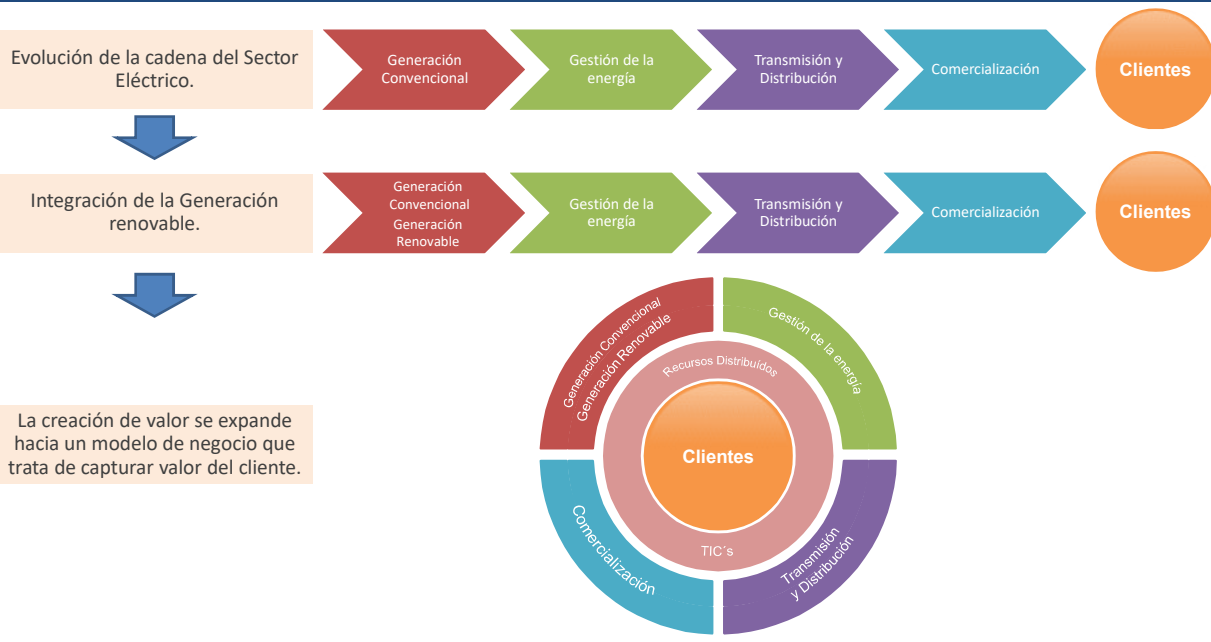 Evolución de la cadena del Sector
Eléctrico.
Generación
Convencional
Gestión de la
energía
Transmisión y
Distribución
Comercialización
Clientes
Integración de la Generación
renovable.
Generación
Convencional
Generación
Renovable
Gestión de la
energía
Transmisión y
Distribución
Comercialización
Clientes
La creación de valor se expande
hacia un modelo de negocio que
trata de capturar valor del cliente.
Generación Convencional
Generación Renovable
Gestión de la energía
Recursos Distribuídos
Clientes
TIC´s
Comercialización
Transmisión
y Distribución